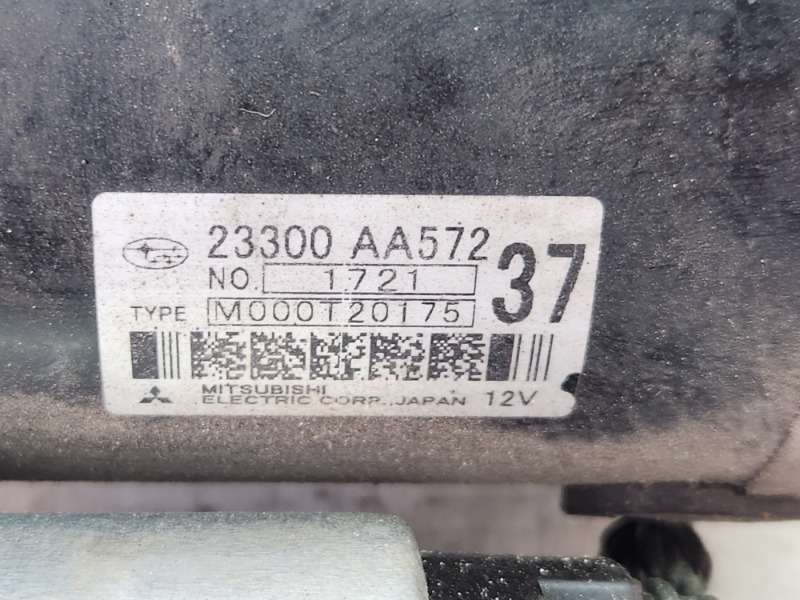 23300 AA572
37
NO. 1721
TYPE M000T20175
MITSUBISHI
ELECTRIC CORP., JAPAN 12V